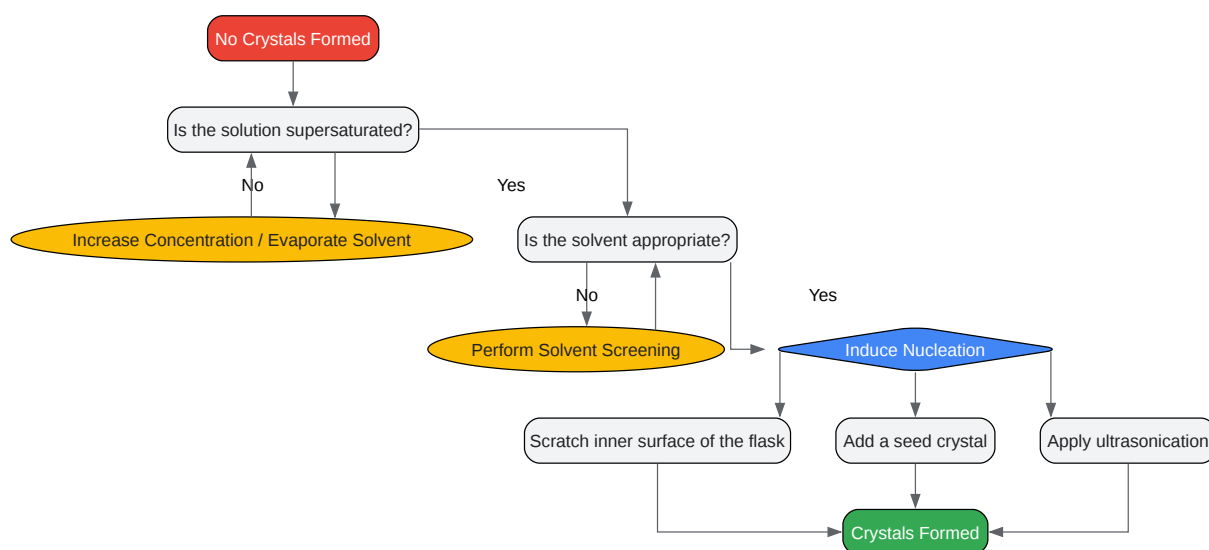 No Crystals Formed
Is the solution supersaturated?
No
Yes
Increase Concentration / Evaporate Solvent
Is the solvent appropriate?
No
Yes
Perform Solvent Screening
Induce Nucleation
Scratch inner surface of the flask
Add a seed crystal
Apply ultrasonication
Crystals Formed